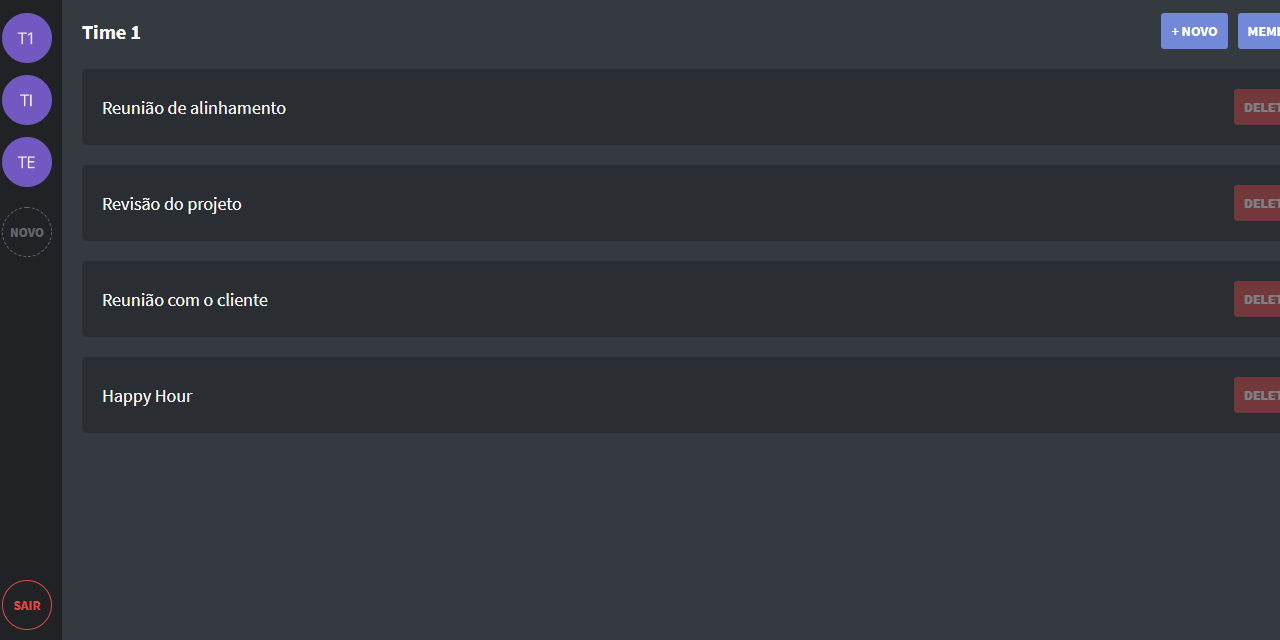 T1
TI
TE
NOVO
SAIR
Time 1
+ NOVO
Reunião de alinhamento
Revisão do projeto
Reunião com o cliente
Happy Hour